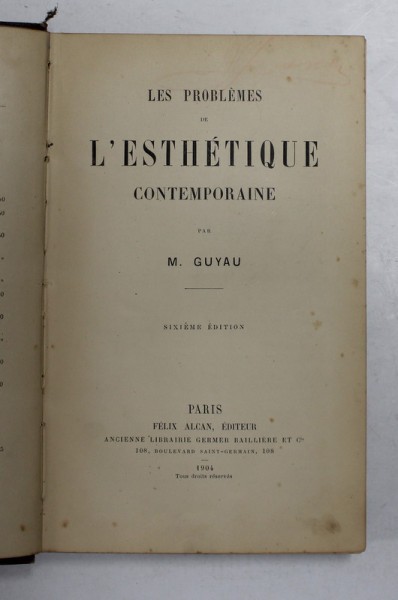 LES PROBLÈMES
DE
L'ESTHÉTIQUE
CONTEMPORAINE
PAR
M. GUYAU
SIXIÈME ÉDITION
PARIS
FÉLIX ALCAN, ÉDITEUR
ANCIENNE LIBRAIRIE GERMER BAILLIÈRE ET Cie
108, BOULEVARD SAINT-GERMAIN, 108
1904
Tous droits réservés